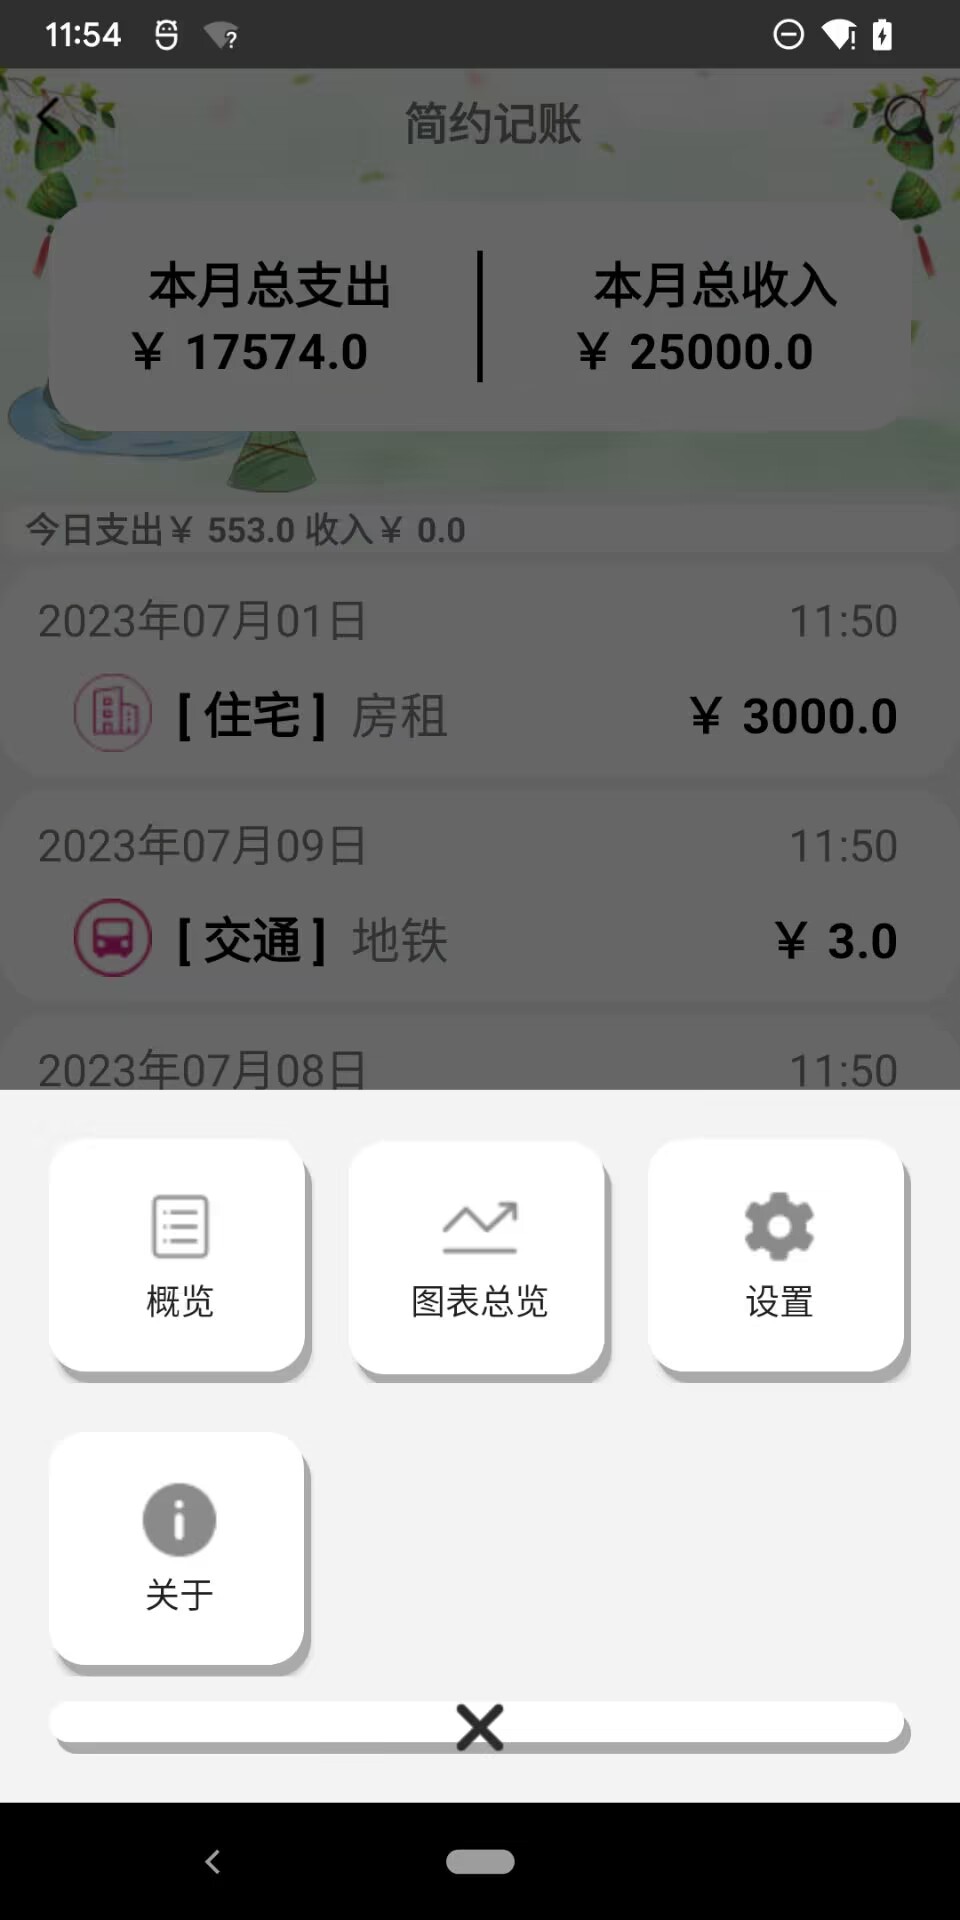 11:54
简约记账
本月总支出
¥ 17574.0
本月总收入
¥ 25000.0
今日支出¥ 553.0 收入¥ 0.0
2023年07月01日 11:50
[ 住宅 ] 房租 ¥ 3000.0
2023年07月09日 11:50
[ 交通 ] 地铁 ¥ 3.0
2023年07月08日 11:50
概览
图表总览
设置
关于